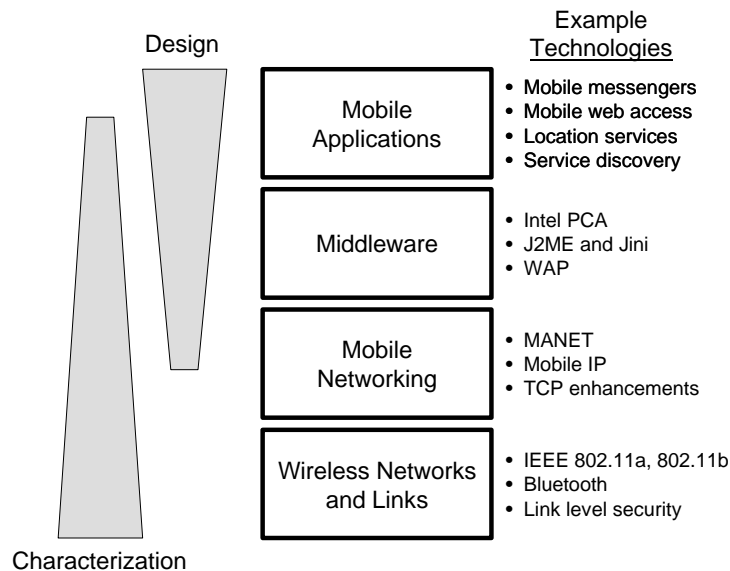 Design
Example
Technologies
Mobile
Applications
• Mobile messengers
• Mobile web access
• Location services
• Service discovery
Middleware
• Intel PCA
• J2ME and Jini
• WAP
Mobile
Networking
• MANET
• Mobile IP
• TCP enhancements
Wireless Networks
and Links
• IEEE 802.11a, 802.11b
• Bluetooth
• Link level security
Characterization